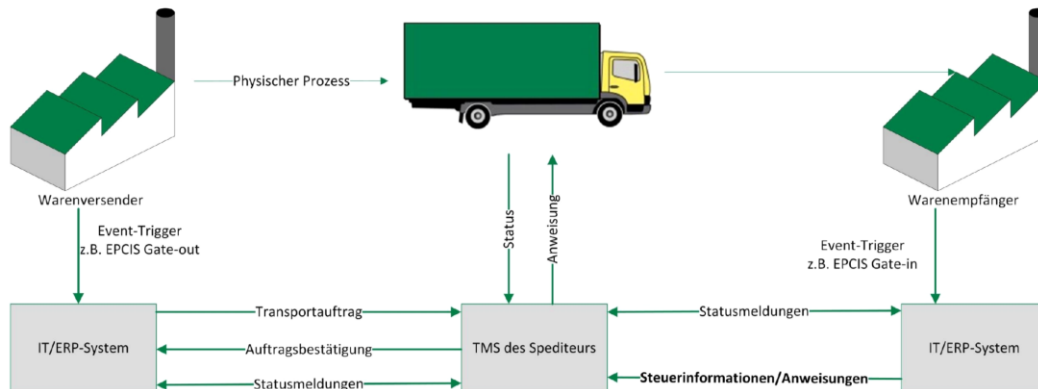 Physischer Prozess
Warenversender
Warenempfänger
Event-Trigger
z.B. EPCIS Gate-out
Status
Anweisung
Event-Trigger
z.B. EPCIS Gate-in
IT/ERP-System
Transportauftrag
Auftragsbestätigung
Statusmeldungen
TMS des Spediteurs
Statusmeldungen
Steuerinformationen/Anweisungen
IT/ERP-System